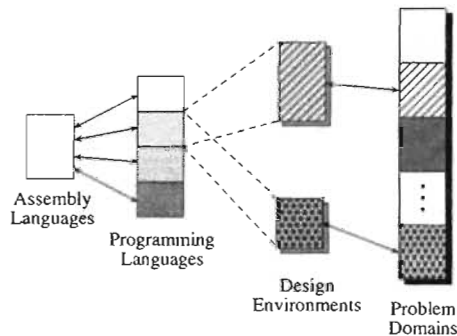 Assembly
Languages
Programming
Languages
Design
Environments
Problem
Domains